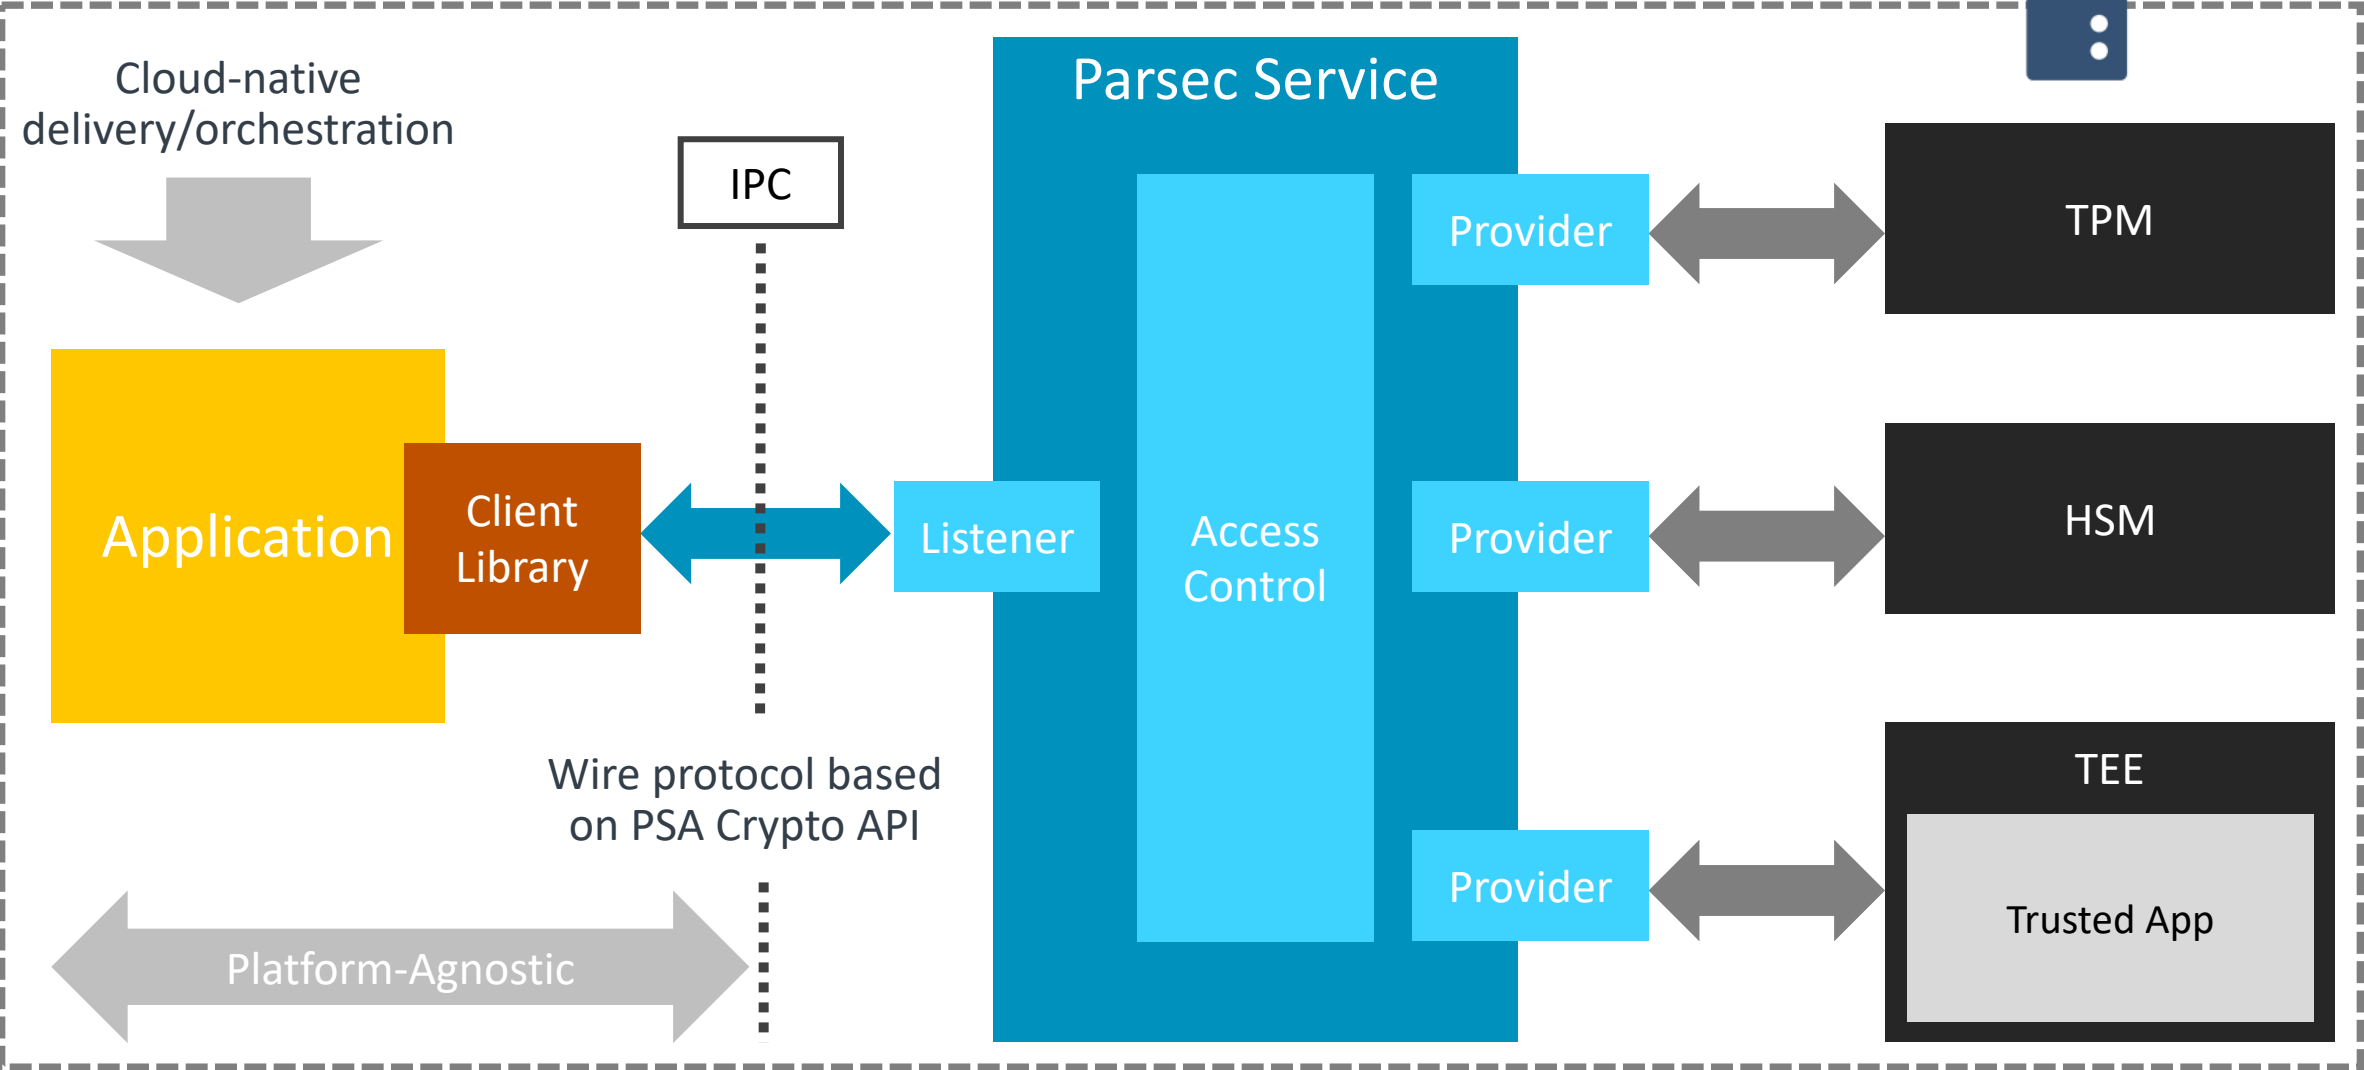 Cloud-native
delivery/orchestration
IPC
Parsec Service
Provider
TPM
Application
Client
Library
Listener
Access
Control
Provider
HSM
Wire protocol based
on PSA Crypto API
Provider
TEE
Trusted App
Platform-Agnostic